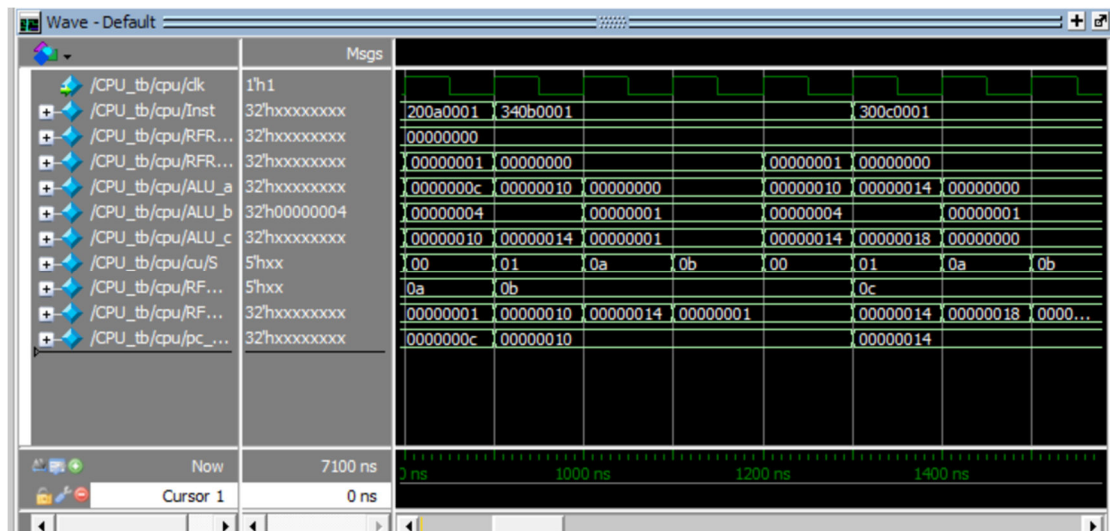 Wave - Default
Msgs
/CPU_tb/cpu/clk 1'h1
/CPU_tb/cpu/Inst 32'hxxxxxxxx 200a0001 340b0001 300c0001
/CPU_tb/cpu/RFR... 32'hxxxxxxxx 00000000
/CPU_tb/cpu/RFR... 32'hxxxxxxxx 00000001 00000000 00000001 00000000
/CPU_tb/cpu/ALU_a 32'hxxxxxxxx 0000000c 00000010 00000000 00000010 00000014 00000000
/CPU_tb/cpu/ALU_b 32'h00000004 00000004 00000001 00000004 00000001
/CPU_tb/cpu/ALU_c 32'hxxxxxxxx 00000010 00000014 00000001 00000014 00000018 00000000
/CPU_tb/cpu/cu/S 5'hxx 00 01 0a 0b 00 01 0a 0b
/CPU_tb/cpu/RF... 5'hxx 0a 0b 0c
/CPU_tb/cpu/RF... 32'hxxxxxxxx 00000001 00000010 00000014 00000001 00000014 00000018 0000...
/CPU_tb/cpu/pc_... 32'hxxxxxxxx 0000000c 00000010 00000014
Now 7100 ns 0 ns 1000 ns 1200 ns 1400 ns
Cursor 1 0 ns